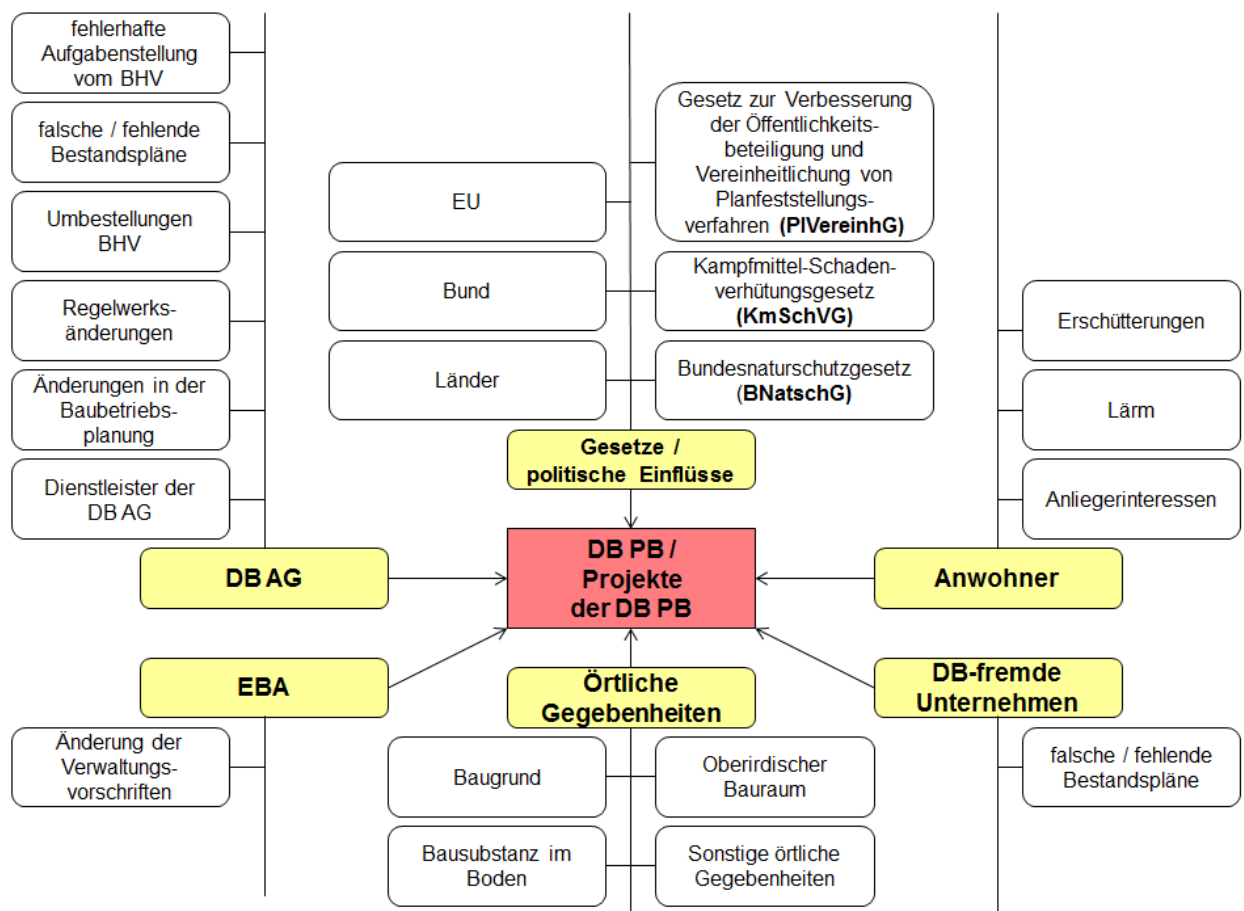 fehlerhafte
Aufgabenstellung
vom BHV
falsche / fehlende
Bestandspläne
Umbestellungen
BHV
Regelwerks-
änderungen
Änderungen in der
Baubetriebs-
planung
Dienstleister der
DB AG
DB AG
EU
Bund
Länder
Gesetz zur Verbesserung
der Öffentlichkeits-
beteiligung und
Vereinheitlichung von
Planfeststellungs-
verfahren (PlVereinhG)
Kampfmittel-Schaden-
verhütungsgesetz
(KmSchVG)
Bundesnaturschutzgesetz
(BNatschG)
Gesetze /
politische Einflüsse
Erschütterungen
Lärm
Anliegerinteressen
Anwohner
DB PB /
Projekte
der DB PB
EBA
Änderung der
Verwaltungs-
vorschriften
Örtliche
Gegebenheiten
Baugrund
Oberirdischer
Bauraum
Bausubstanz im
Boden
Sonstige örtliche
Gegebenheiten
DB-fremde
Unternehmen
falsche / fehlende
Bestandspläne